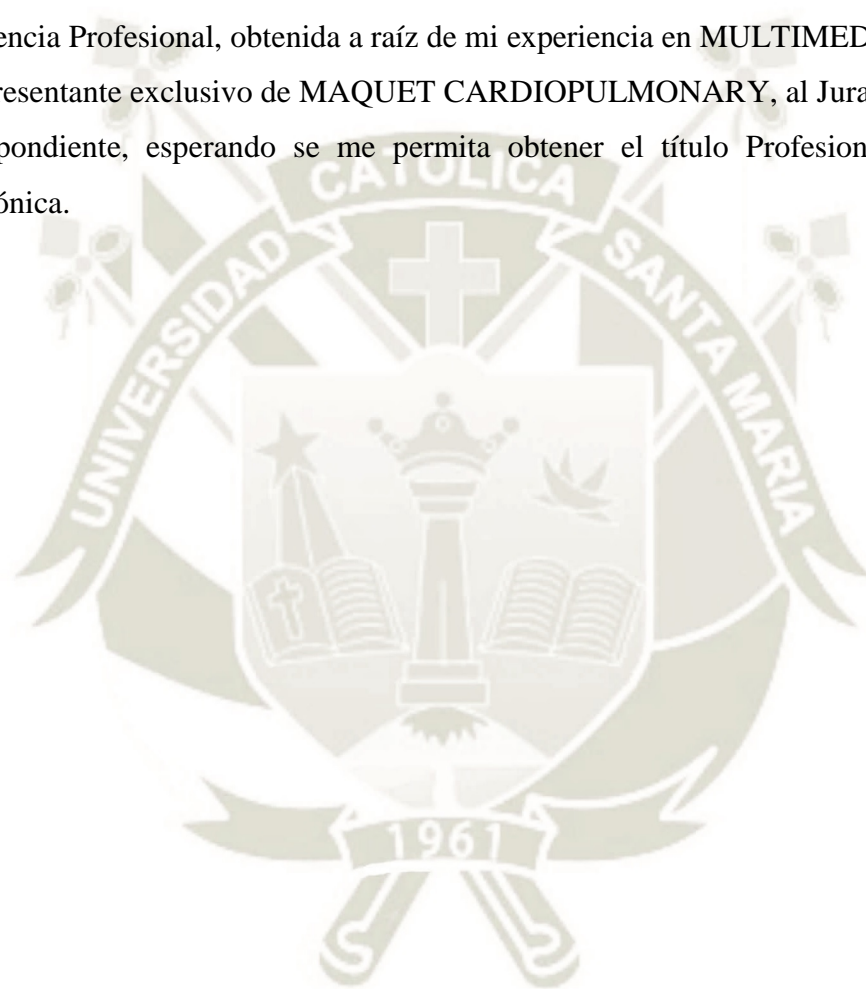 encia Profesional, obtenida a raíz de mi experiencia en MULTIMED
resentante exclusivo de MAQUET CARDIOPULMONARY, al Jura
pondiente, esperando se me permita obtener el título Profesion
ónica.
UNIVERSIDAD CATOLICA SANTA MARIA
1961
S S